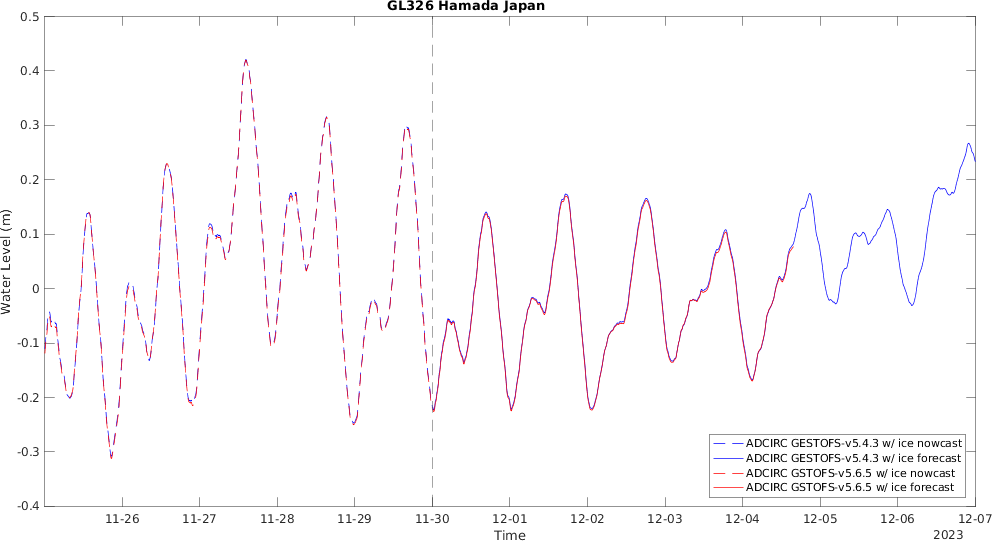 GL326 Hamada Japan
0.5
0.4
0.3
0.2
0.1
0
-0.1
-0.2
-0.3
-0.4
Water Level (m)
ADCIRC GESTOFS-v5.4.3 w/ ice nowcast
ADCIRC GESTOFS-v5.4.3 w/ ice forecast
ADCIRC GSTOFS-v5.6.5 w/ ice nowcast
ADCIRC GSTOFS-v5.6.5 w/ ice forecast
11-26 11-27 11-28 11-29 11-30 12-01 12-02 12-03 12-04 12-05 12-06 12-07
Time
2023